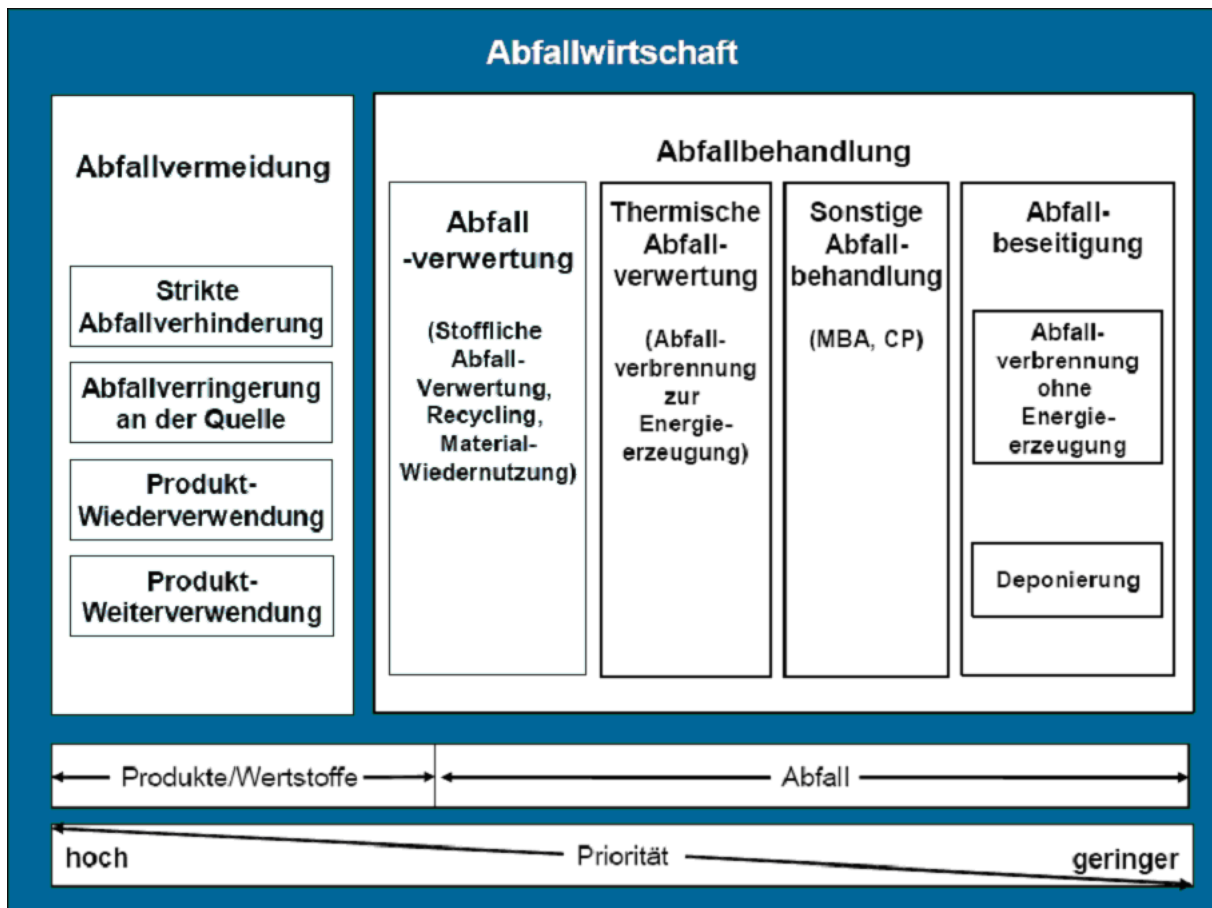 Abfallwirtschaft
Abfallvermeidung
Strikte
Abfallverhinderung
Abfallverringerung
an der Quelle
Produkt-
Wiederverwendung
Produkt-
Weiterverwendung
Abfallbehandlung
Abfall
-verwertung
(Stoffliche
Abfall-
Verwertung,
Recycling,
Material-
Wiedernutzung)
Thermische
Abfall-
verwertung
(Abfall-
verbrennung
zur
Energie-
erzeugung)
Sonstige
Abfall-
behandlung
(MBA, CP)
Abfall-
beseitigung
Abfall-
verbrennung
ohne
Energie-
erzeugung
Deponierung
Produkte/Wertstoffe
Abfall
hoch
Priorität
geringer